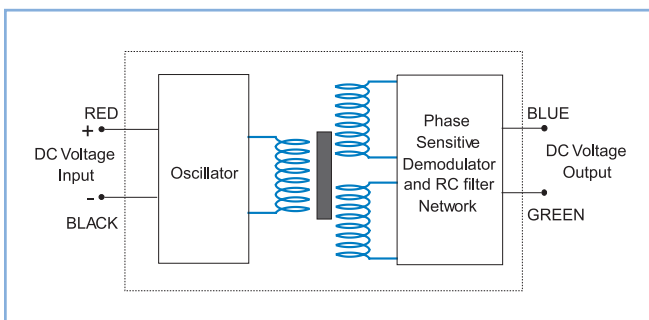 RED
+
DC Voltage
Input
-
BLACK
Oscillator
Phase
Sensitive
Demodulator
and RC filter
Network
BLUE
DC Voltage
Output
GREEN